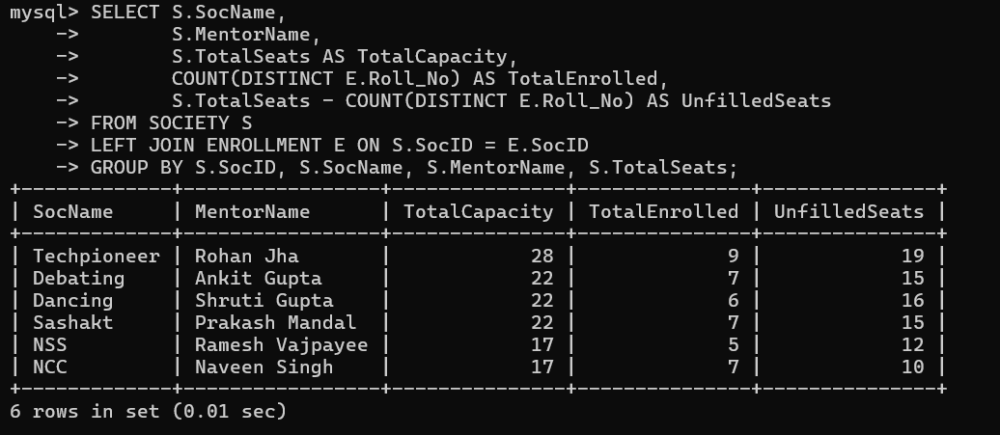 mysql> SELECT S.SocName,
    ->        S.MentorName,
    ->        S.TotalSeats AS TotalCapacity,
    ->        COUNT(DISTINCT E.Roll_No) AS TotalEnrolled,
    ->        S.TotalSeats - COUNT(DISTINCT E.Roll_No) AS UnfilledSeats
    -> FROM SOCIETY S
    -> LEFT JOIN ENROLLMENT E ON S.SocID = E.SocID
    -> GROUP BY S.SocID, S.SocName, S.MentorName, S.TotalSeats;
+-------------+-----------------+---------------+---------------+---------------+
| SocName     | MentorName      | TotalCapacity | TotalEnrolled | UnfilledSeats |
+-------------+-----------------+---------------+---------------+---------------+
| Techpioneer | Rohan Jha       |            28 |             9 |            19 |
| Debating    | Ankit Gupta     |            22 |             7 |            15 |
| Dancing     | Shruti Gupta    |            22 |             6 |            16 |
| Sashakt     | Prakash Mandal  |            22 |             7 |            15 |
| NSS         | Ramesh Vajpayee |            17 |             5 |            12 |
| NCC         | Naveen Singh    |            17 |             7 |            10 |
+-------------+-----------------+---------------+---------------+---------------+
6 rows in set (0.01 sec)